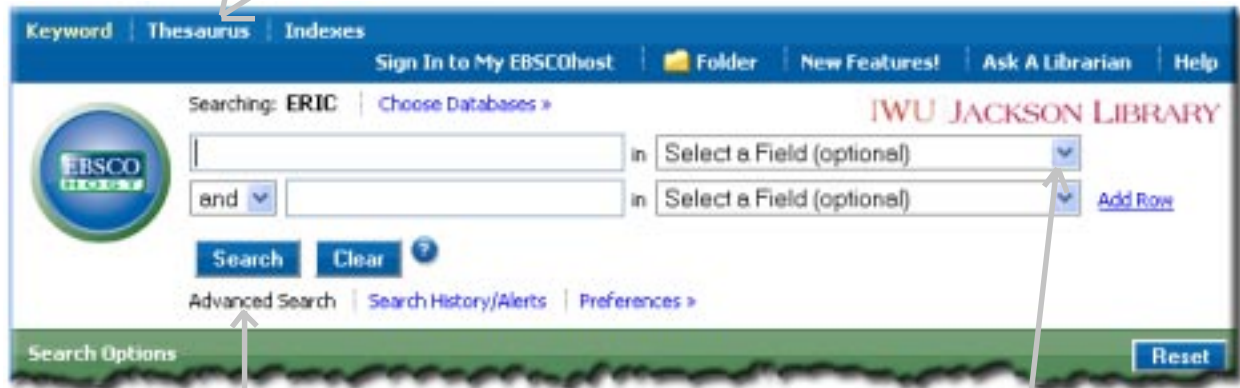 Keyword Thesaurus Indexes
Sign In to My EBSCOhost Folder New Features! Ask A Librarian Help
Searching: ERIC Choose Databases »
IWU JACKSON LIBRARY
EBSCO
HOST
in Select a Field (optional)
and in Select a Field (optional) Add Row
Search Clear ?
Advanced Search Search History/Alerts Preferences »
Search Options Reset